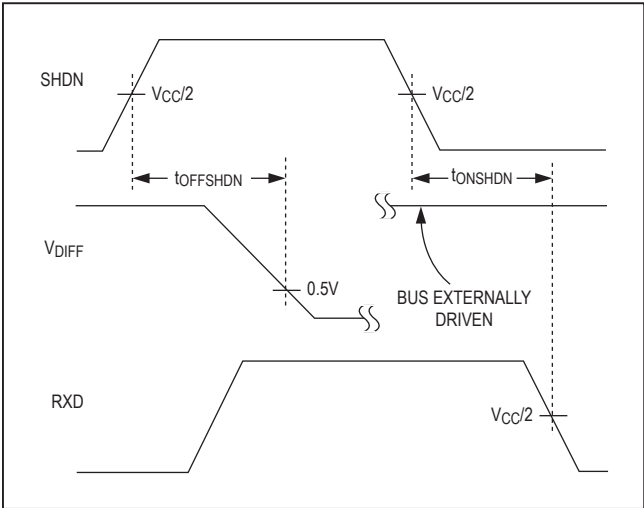 SHDN
VCC/2
VCC/2
tOFFSHDN
tONSHDN
VDIFF
0.5V
BUS EXTERNALLY
DRIVEN
RXD
VCC/2